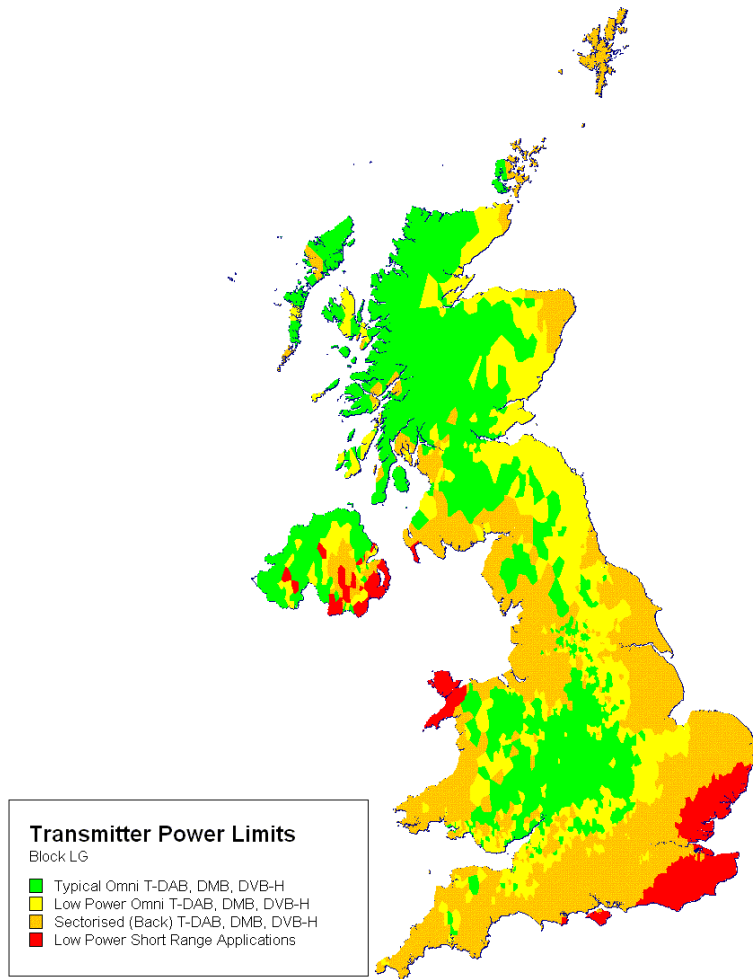 Transmitter Power Limits
Block LG
Typical Omni T-DAB, DMB, DVB-H
Low Power Omni T-DAB, DMB, DVB-H
Sectorised (Back) T-DAB, DMB, DVB-H
Low Power Short Range Applications